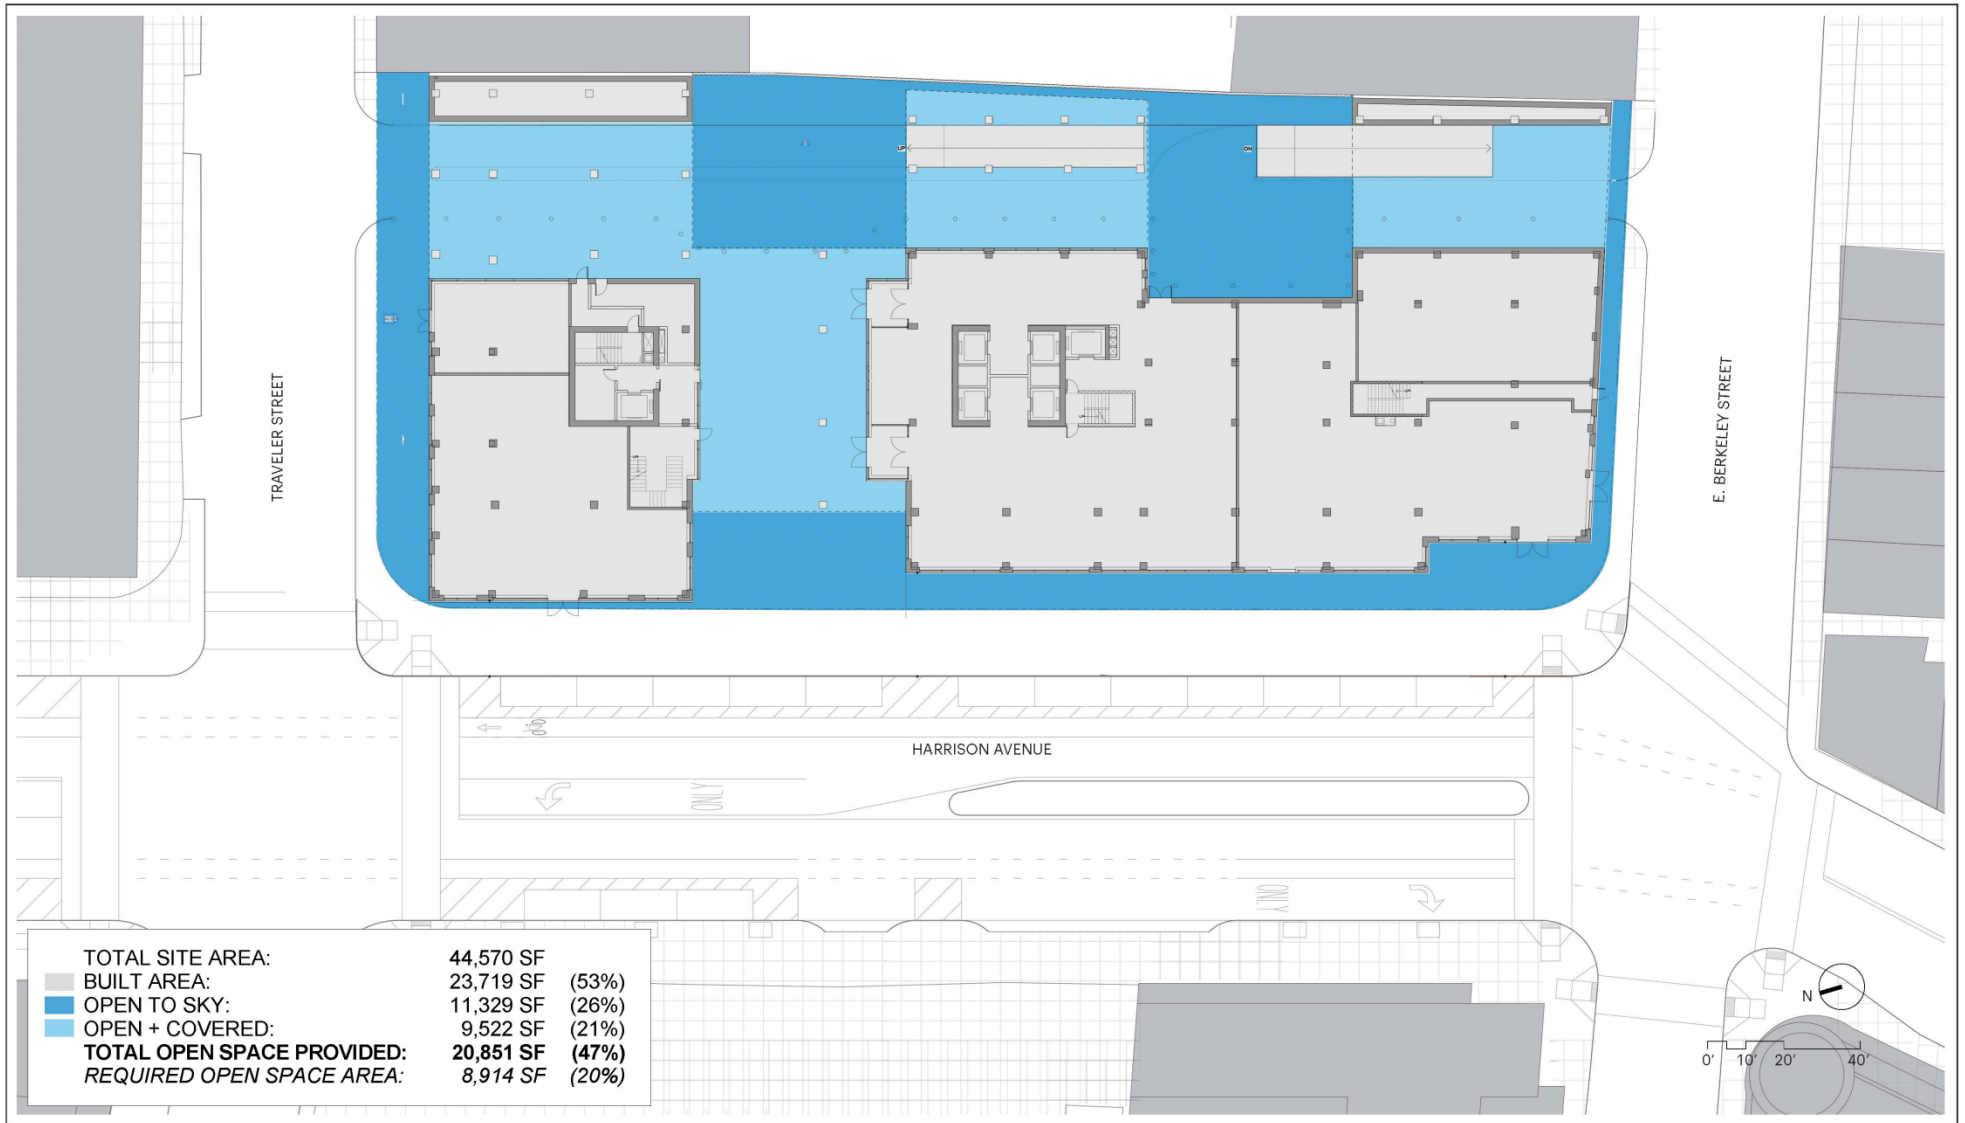 UP
DN
TRAVELER STREET
E. BERKELEY STREET
HARRISON AVENUE
ONLY
ONLY
TOTAL SITE AREA: 44,570 SF
BUILT AREA: 23,719 SF (53%)
OPEN TO SKY: 11,329 SF (26%)
OPEN + COVERED: 9,522 SF (21%)
TOTAL OPEN SPACE PROVIDED: 20,851 SF (47%)
REQUIRED OPEN SPACE AREA: 8,914 SF (20%)
N
0' 10' 20' 40'